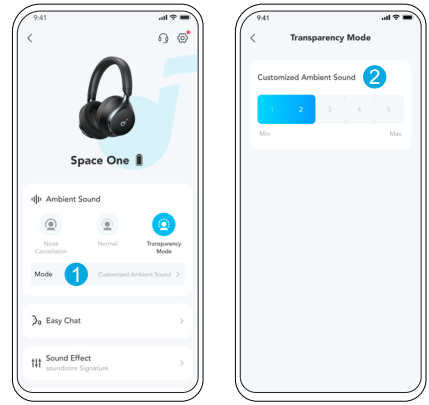 9:41
Space One
Ambient Sound
Noise Cancellation
Normal
Transparency Mode
Mode
1
Customized Ambient Sound
Easy Chat
Sound Effect
soundcore Signature
9:41
Transparency Mode
Customized Ambient Sound
2
1 2 3 4 5
Min Max